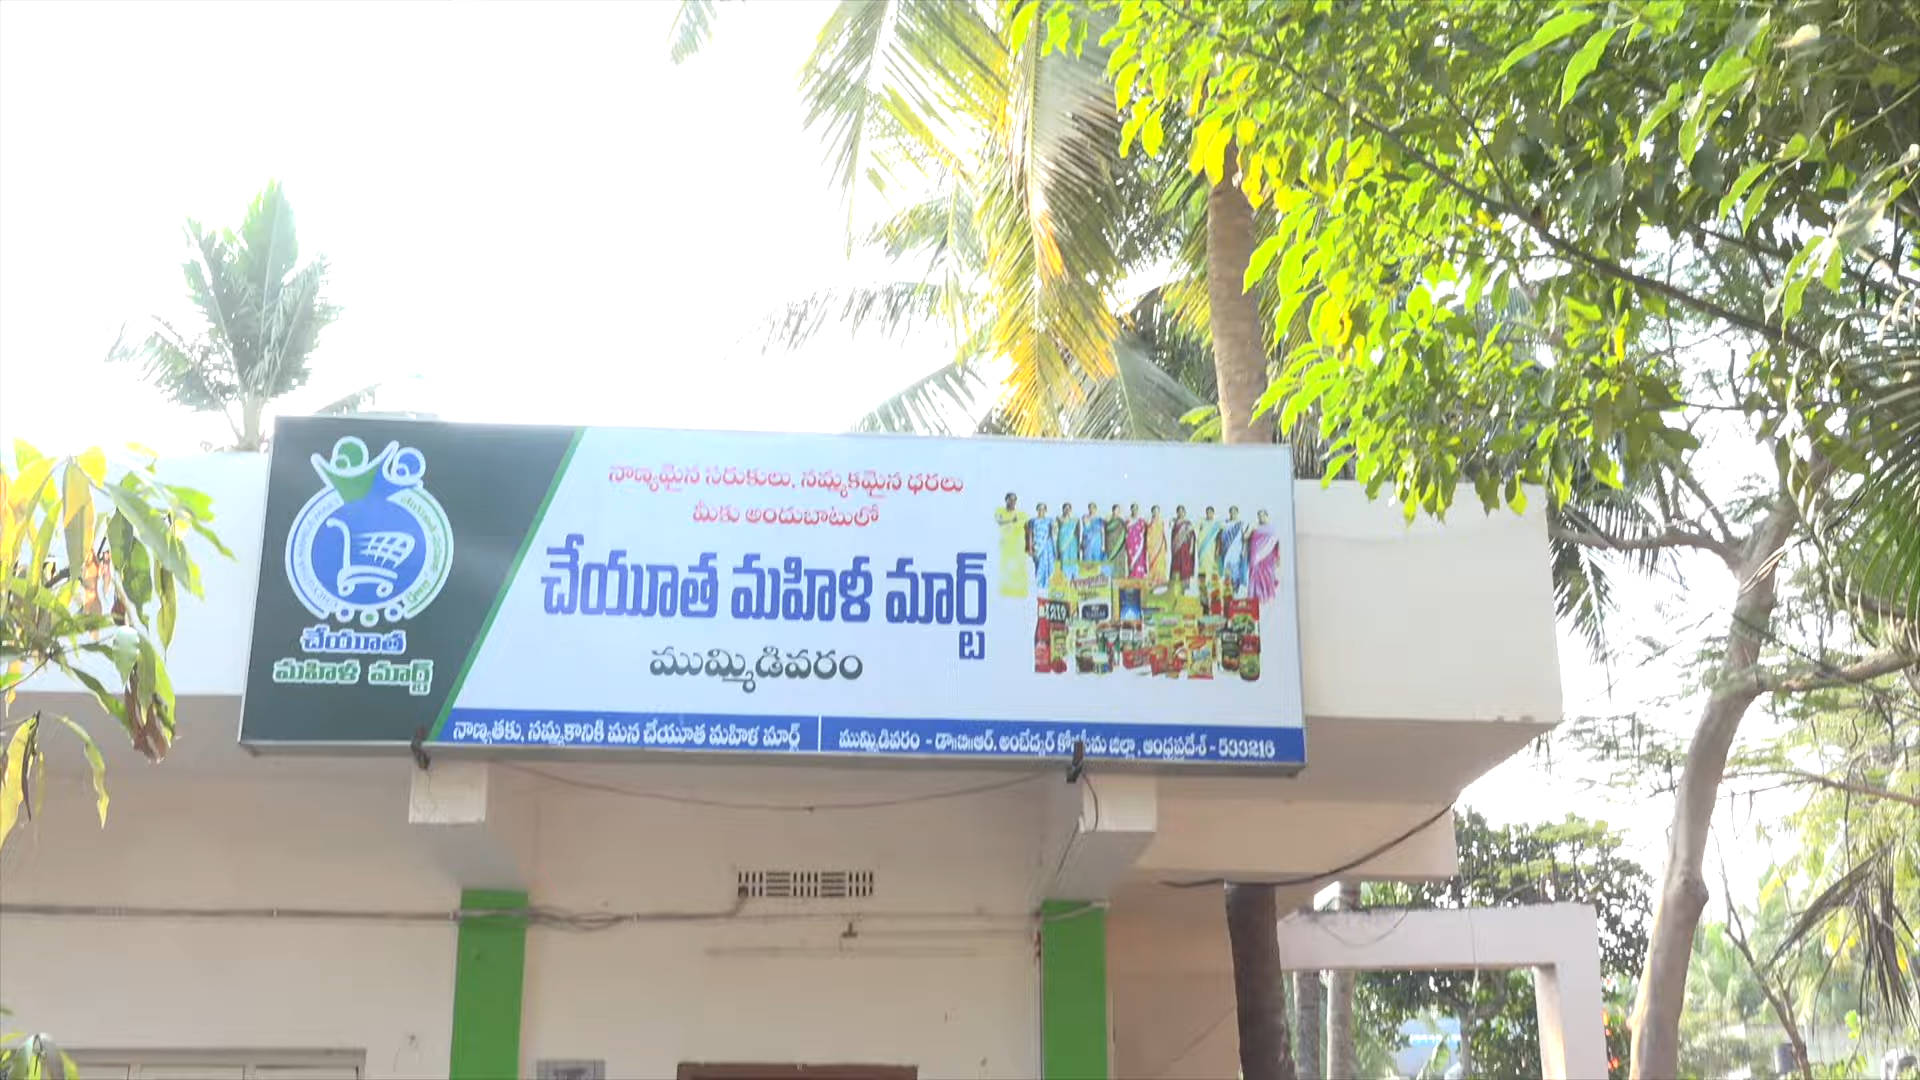 నాణ్యమైన సరుకులు, నమ్మకమైన ధరలు
మీకు అందుబాటులో
చేయూత మహిళ మార్ట్
ముమ్మిడివరం
చేయూత
మహిళ మార్ట్
నాణ్యతకు, నమ్మకానికి మన చేయూత మహిళ మార్ట్
ముమ్మిడివరం - డా॥బి॥ఆర్. అంబేద్కర్ కోనసీమ జిల్లా, ఆంధ్రప్రదేశ్ - 533216